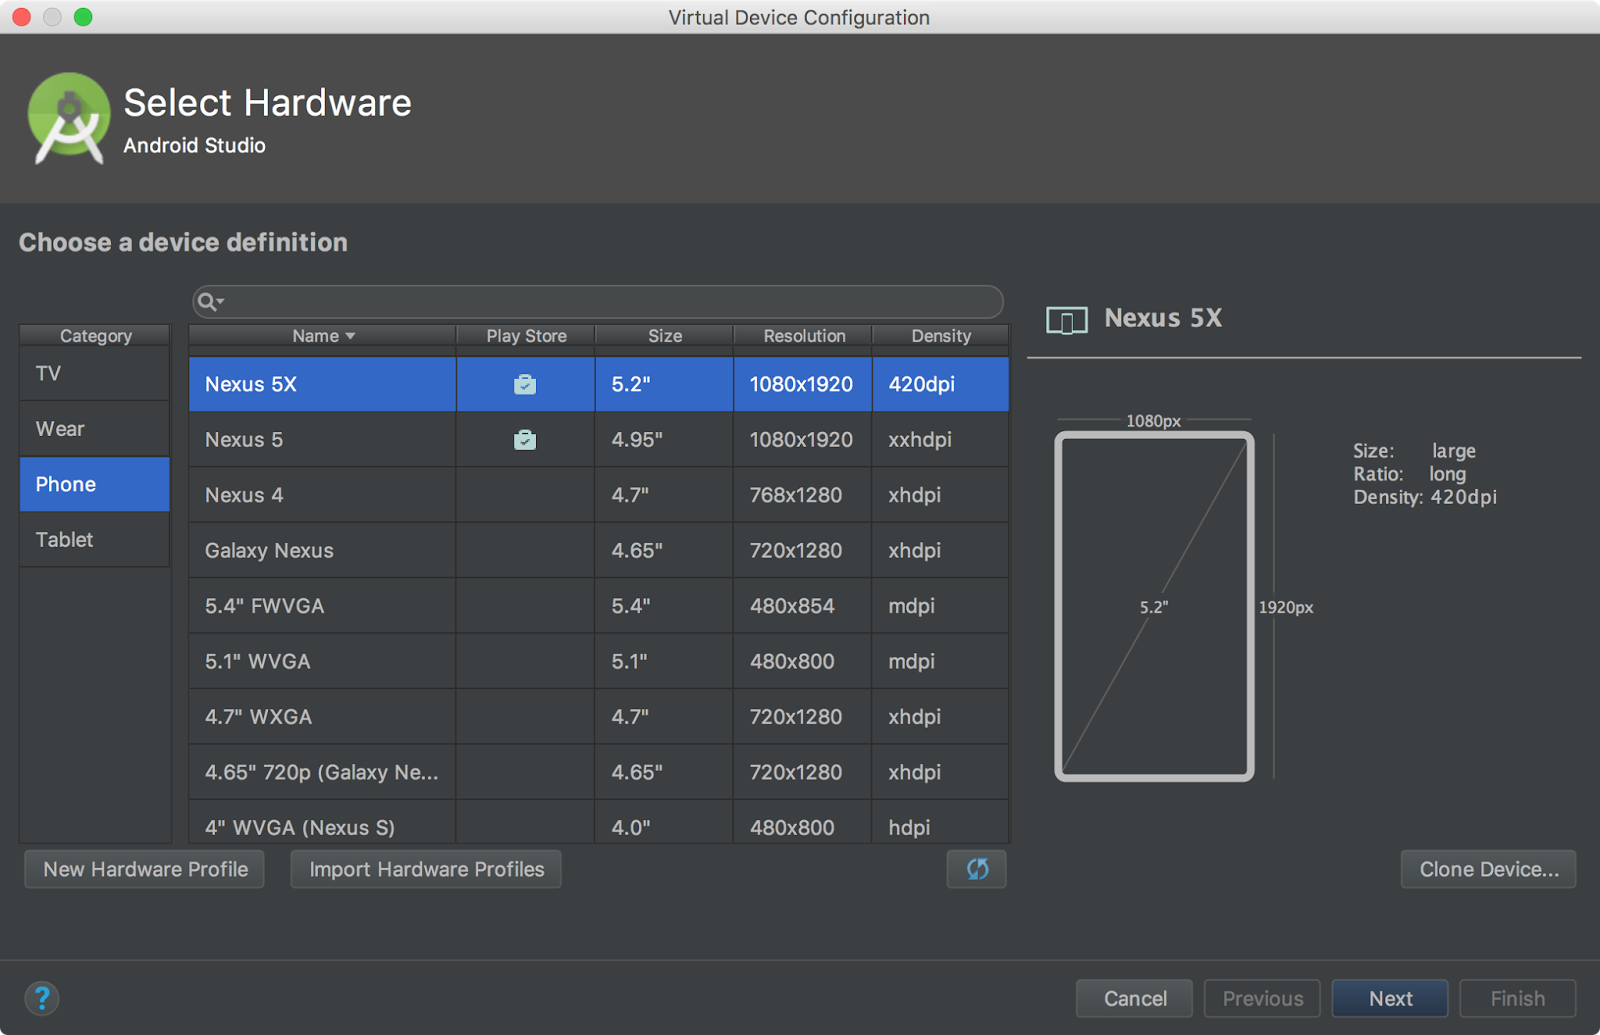 Virtual Device Configuration
Select Hardware
Android Studio
Choose a device definition
Category
TV
Wear
Phone
Tablet
Name Play Store Size Resolution Density
Nexus 5X 5.2" 1080x1920 420dpi
Nexus 5 4.95" 1080x1920 xxhdpi
Nexus 4 4.7" 768x1280 xhdpi
Galaxy Nexus 4.65" 720x1280 xhdpi
5.4" FWVGA 5.4" 480x854 mdpi
5.1" WVGA 5.1" 480x800 mdpi
4.7" WXGA 4.7" 720x1280 xhdpi
4.65" 720p (Galaxy Ne... 4.65" 720x1280 xhdpi
4" WVGA (Nexus S) 4.0" 480x800 hdpi
Nexus 5X
1080px
5.2"
1920px
Size: large
Ratio: long
Density: 420dpi
New Hardware Profile Import Hardware Profiles Clone Device...
? Cancel Previous Next Finish